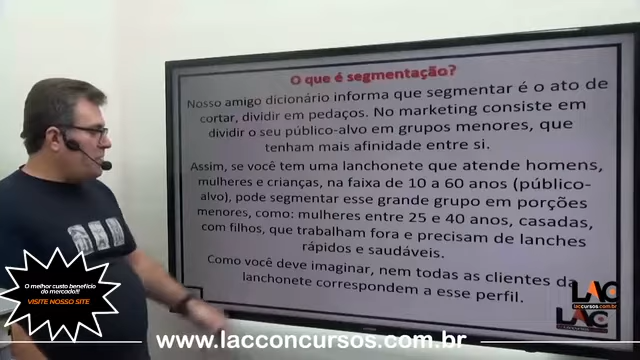 O que é segmentação?
Nosso amigo dicionário informa que segmentar é o ato de
cortar, dividir em pedaços. No marketing consiste em
dividir o seu público-alvo em grupos menores, que
tenham mais afinidade entre si.
Assim, se você tem uma lanchonete que atende homens,
mulheres e crianças, na faixa de 10 a 60 anos (público-
alvo), pode segmentar esse grande grupo em porções
menores, como: mulheres entre 25 e 40 anos, casadas,
com filhos, que trabalham fora e precisam de lanches
rápidos e saudáveis.
Como você deve imaginar, nem todas as clientes da
lanchonete correspondem a esse perfil.
O melhor custo benefício
do mercado!!!
VISITE NOSSO SITE
LAC
lacconcursos.com.br
LAC
www.lacconcursos.com.br